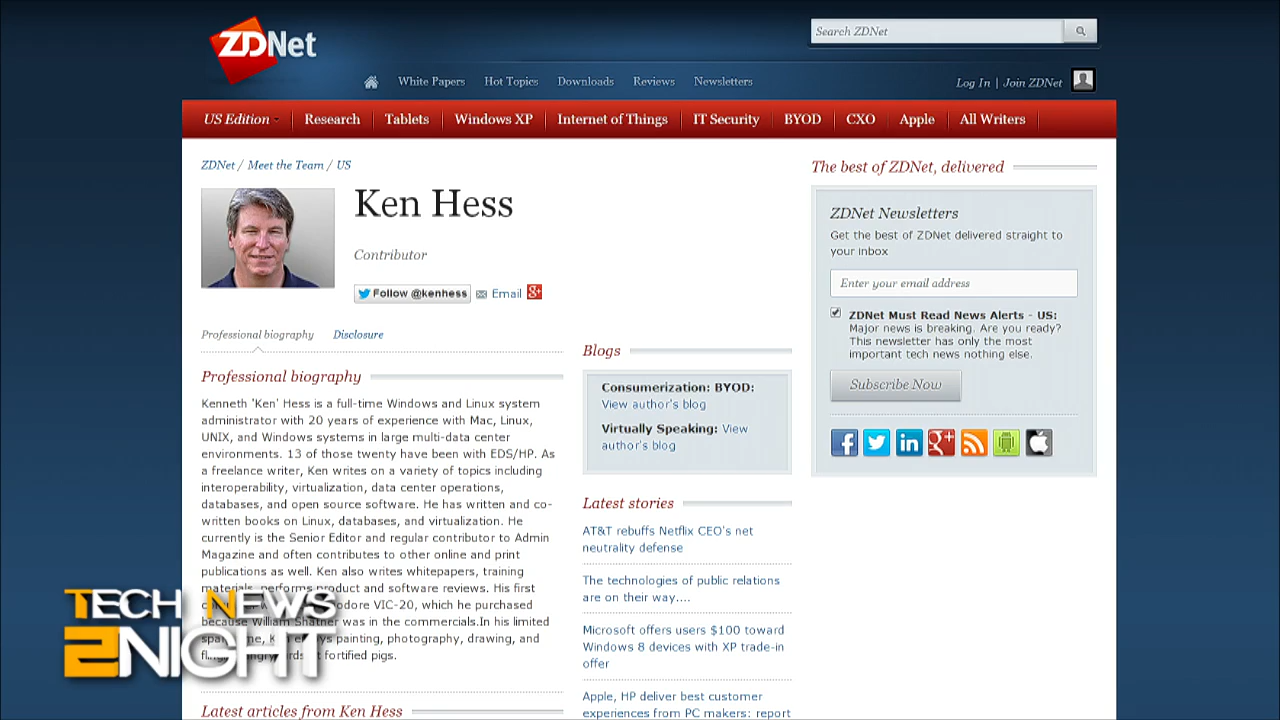 ZDNet
Search ZDNet
White Papers Hot Topics Downloads Reviews Newsletters
Log In | Join ZDNet
US Edition Research Tablets Windows XP Internet of Things IT Security BYOD CXO Apple All Writers
ZDNet / Meet the Team / US
Ken Hess
Contributor
Follow @kenhess Email
Professional biography Disclosure
Professional biography
Kenneth 'Ken' Hess is a full-time Windows and Linux system
administrator with 20 years of experience with Mac, Linux,
UNIX, and Windows systems in large multi-data center
environments. 13 of those twenty have been with EDS/HP. As
a freelance writer, Ken writes on a variety of topics including
interoperability, virtualization, data center operations,
databases, and open source software. He has written and co-
written books on Linux, databases, and virtualization. He
currently is the Senior Editor and regular contributor to Admin
Magazine and often contributes to other online and print
publications as well. Ken also writes whitepapers, training
materials, performs product and software reviews. His first
VIC-20, which he purchased
because William Shatner was in the commercials.In his limited
painting, photography, drawing, and
fortified pigs.
Latest articles from Ken Hess
Blogs
Consumerization: BYOD:
View author's blog
Virtually Speaking: View
author's blog
Latest stories
AT&T rebuffs Netflix CEO's net
neutrality defense
The technologies of public relations
are on their way....
Microsoft offers users $100 toward
Windows 8 devices with XP trade-in
offer
Apple, HP deliver best customer
experiences from PC makers: report
The best of ZDNet, delivered
ZDNet Newsletters
Get the best of ZDNet delivered straight to
your inbox
Enter your email address
ZDNet Must Read News Alerts - US:
Major news is breaking. Are you ready?
This newsletter has only the most
important tech news nothing else.
Subscribe Now
TECH NEWS
2NIGHT